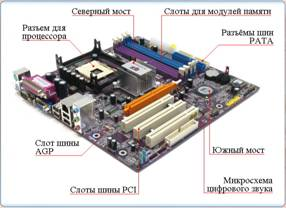 Северный мост
Слоты для модулей памяти
Разъем для
процессора
Разъёмы шин
PATA
Слот шины
AGP
Южный мост
Слоты шины PCI
Микросхема
цифрового звука